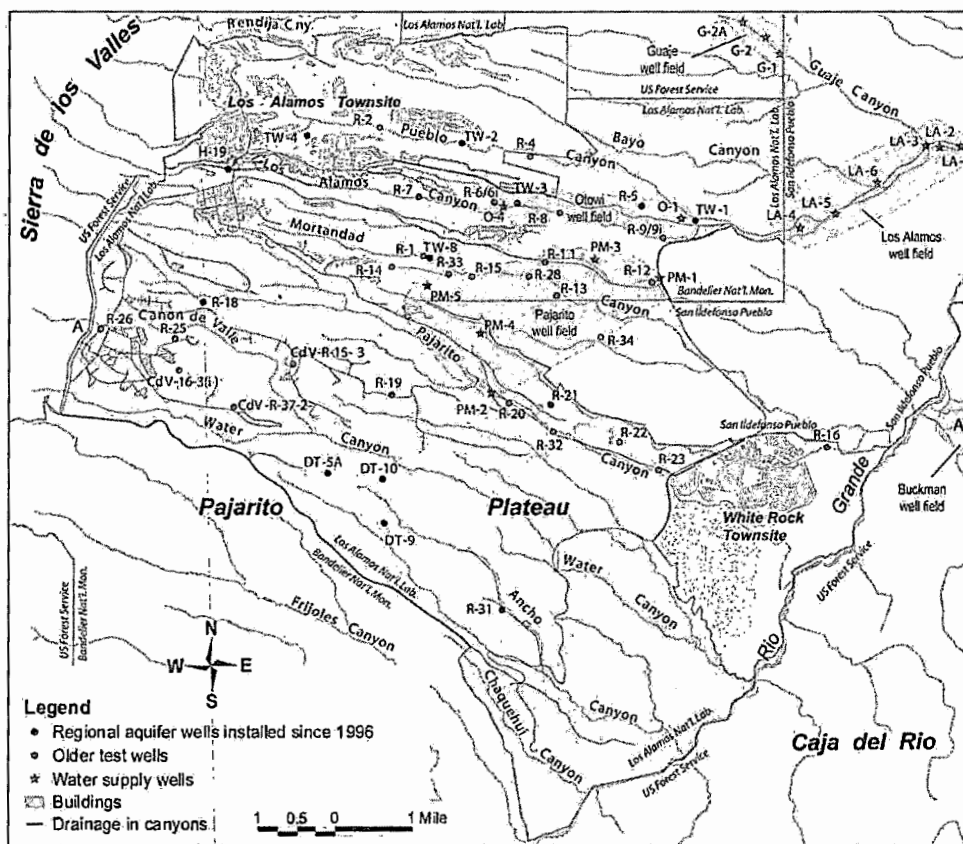 Rendija Cny.
Los Alamos Nat'l. Lab.
G-2A
G-2
G-1
Guaje
well field
Guaje
Canyon
US Forest Service
Los Alamos Nat'l. Lab.
Sierra de los Valles
Los Alamos Townsite
R-2
TW-4
Pueblo
TW-2
R-4
Canyon
Bayo
Canyon
Los Alamos Nat'l. Lab.
San Ildefonso Pueblo
LA-3
LA-2
LA-
LA-6
LA-5
LA-4
Los Alamos
well field
H-19
Los
Alamos
Canyon
R-7
R-6/6i
TW-3
O-4
R-8
Otowi
well field
R-5
O-1
TW-1
R-9/9i
US Forest Service
Los Alamos Nat'l. Lab.
Mortandad
R-1
TW-8
R-33
R-14
R-15
PM-5
R-11
PM-3
R-28
R-13
R-12
PM-1
Bandelier Nat'l. Mon.
San Ildefonso Pueblo
Canyon
Pajarito
well field
PM-4
R-34
Pajarito
A
R-26
R-18
Cañon de
Valle
R-25
CdV-R-15-3
CdV-16-3(i)
CdV-R-37-2
R-19
PM-2
R-20
R-21
R-32
R-22
R-23
Canyon
Water
Canyon
San Ildefonso Pueblo
R-16
San Ildefonso Pueblo
A
Buckman
well field
DT-5A
DT-10
DT-9
Pajarito
Plateau
White Rock
Townsite
Rio
Grande
US Forest Service
Los Alamos Nat'l. Lab.
Bandelier Nat'l. Mon.
Water
Canyon
R-31
Ancho
Canyon
US Forest Service
Bandelier Nat'l. Mon.
Frijoles Canyon
Chaquehui
Canyon
Los Alamos Nat'l. Lab.
US Forest Service
Caja del Rio
N
W
E
S
Legend
Regional aquifer wells installed since 1996
Older test wells
Water supply wells
Buildings
Drainage in canyons
1 0.5 0 1 Mile